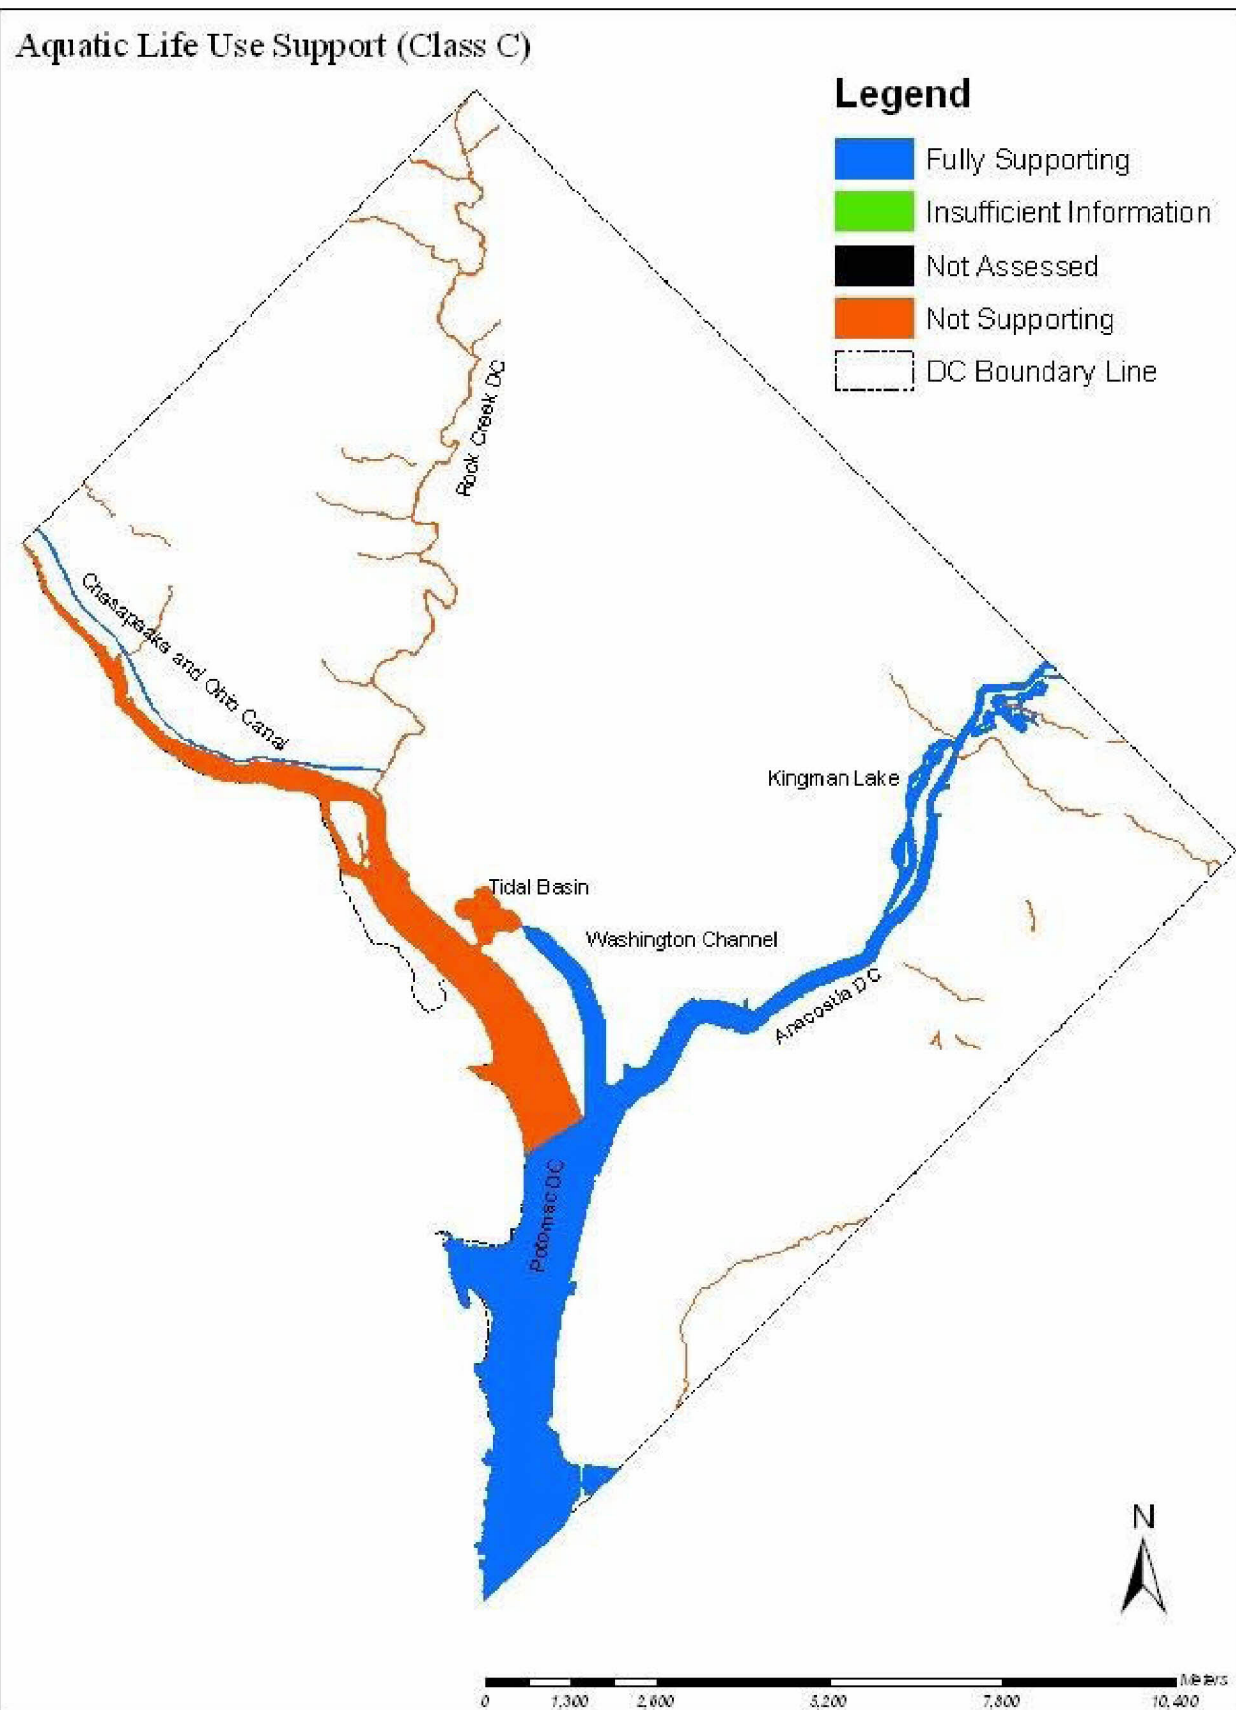 Aquatic Life Use Support (Class C)
Legend
Fully Supporting
Insufficient Information
Not Assessed
Not Supporting
DC Boundary Line
Rock Creek DC
Chesapeake and Ohio Canal
Kingman Lake
Tidal Basin
Washington Channel
Anacostia DC
Potomac DC
N
Meters
0 1,300 2,600 5,200 7,800 10,400